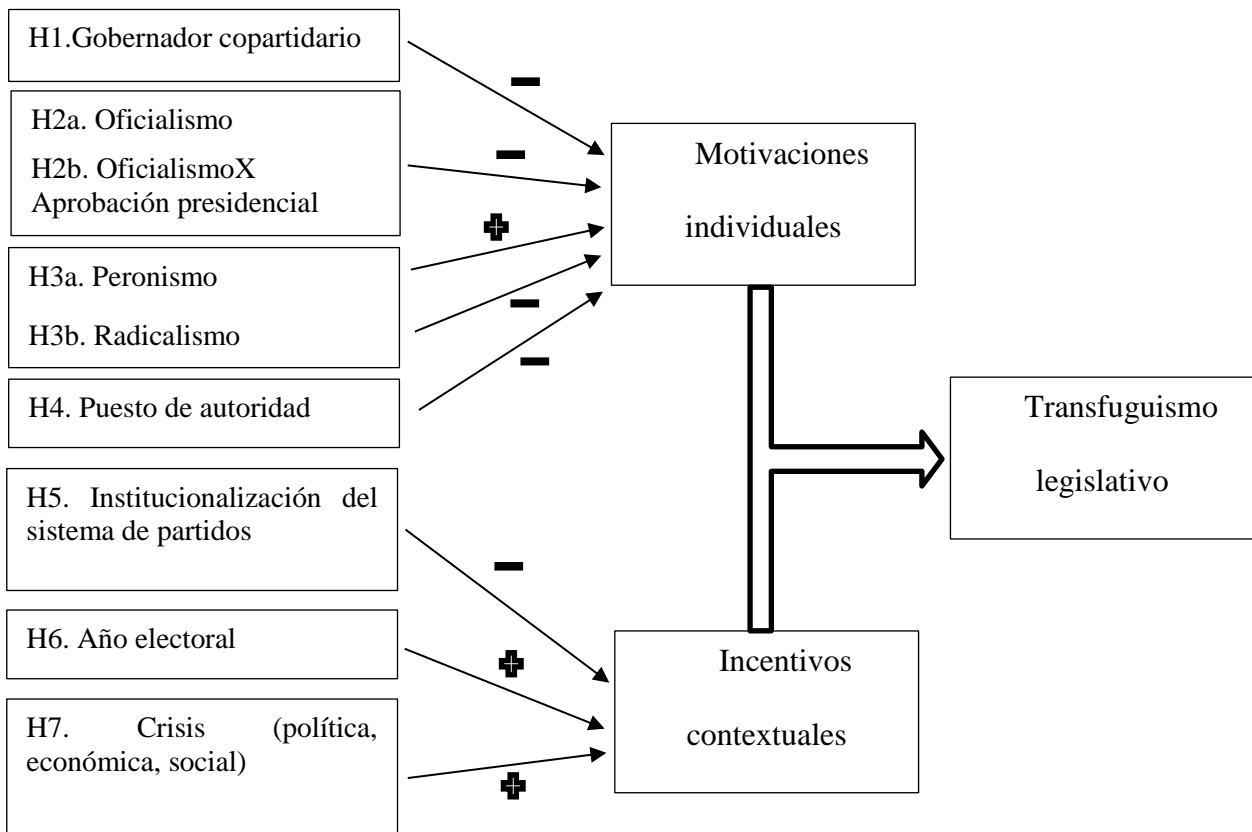 H1.Gobernador copartidario
H2a. Oficialismo
H2b. OficialismoX
Aprobación presidencial
H3a. Peronismo
H3b. Radicalismo
H4. Puesto de autoridad
H5. Institucionalización del
sistema de partidos
H6. Año electoral
H7. Crisis (política,
económica, social)
Motivaciones
individuales
Incentivos
contextuales
Transfuguismo
legislativo